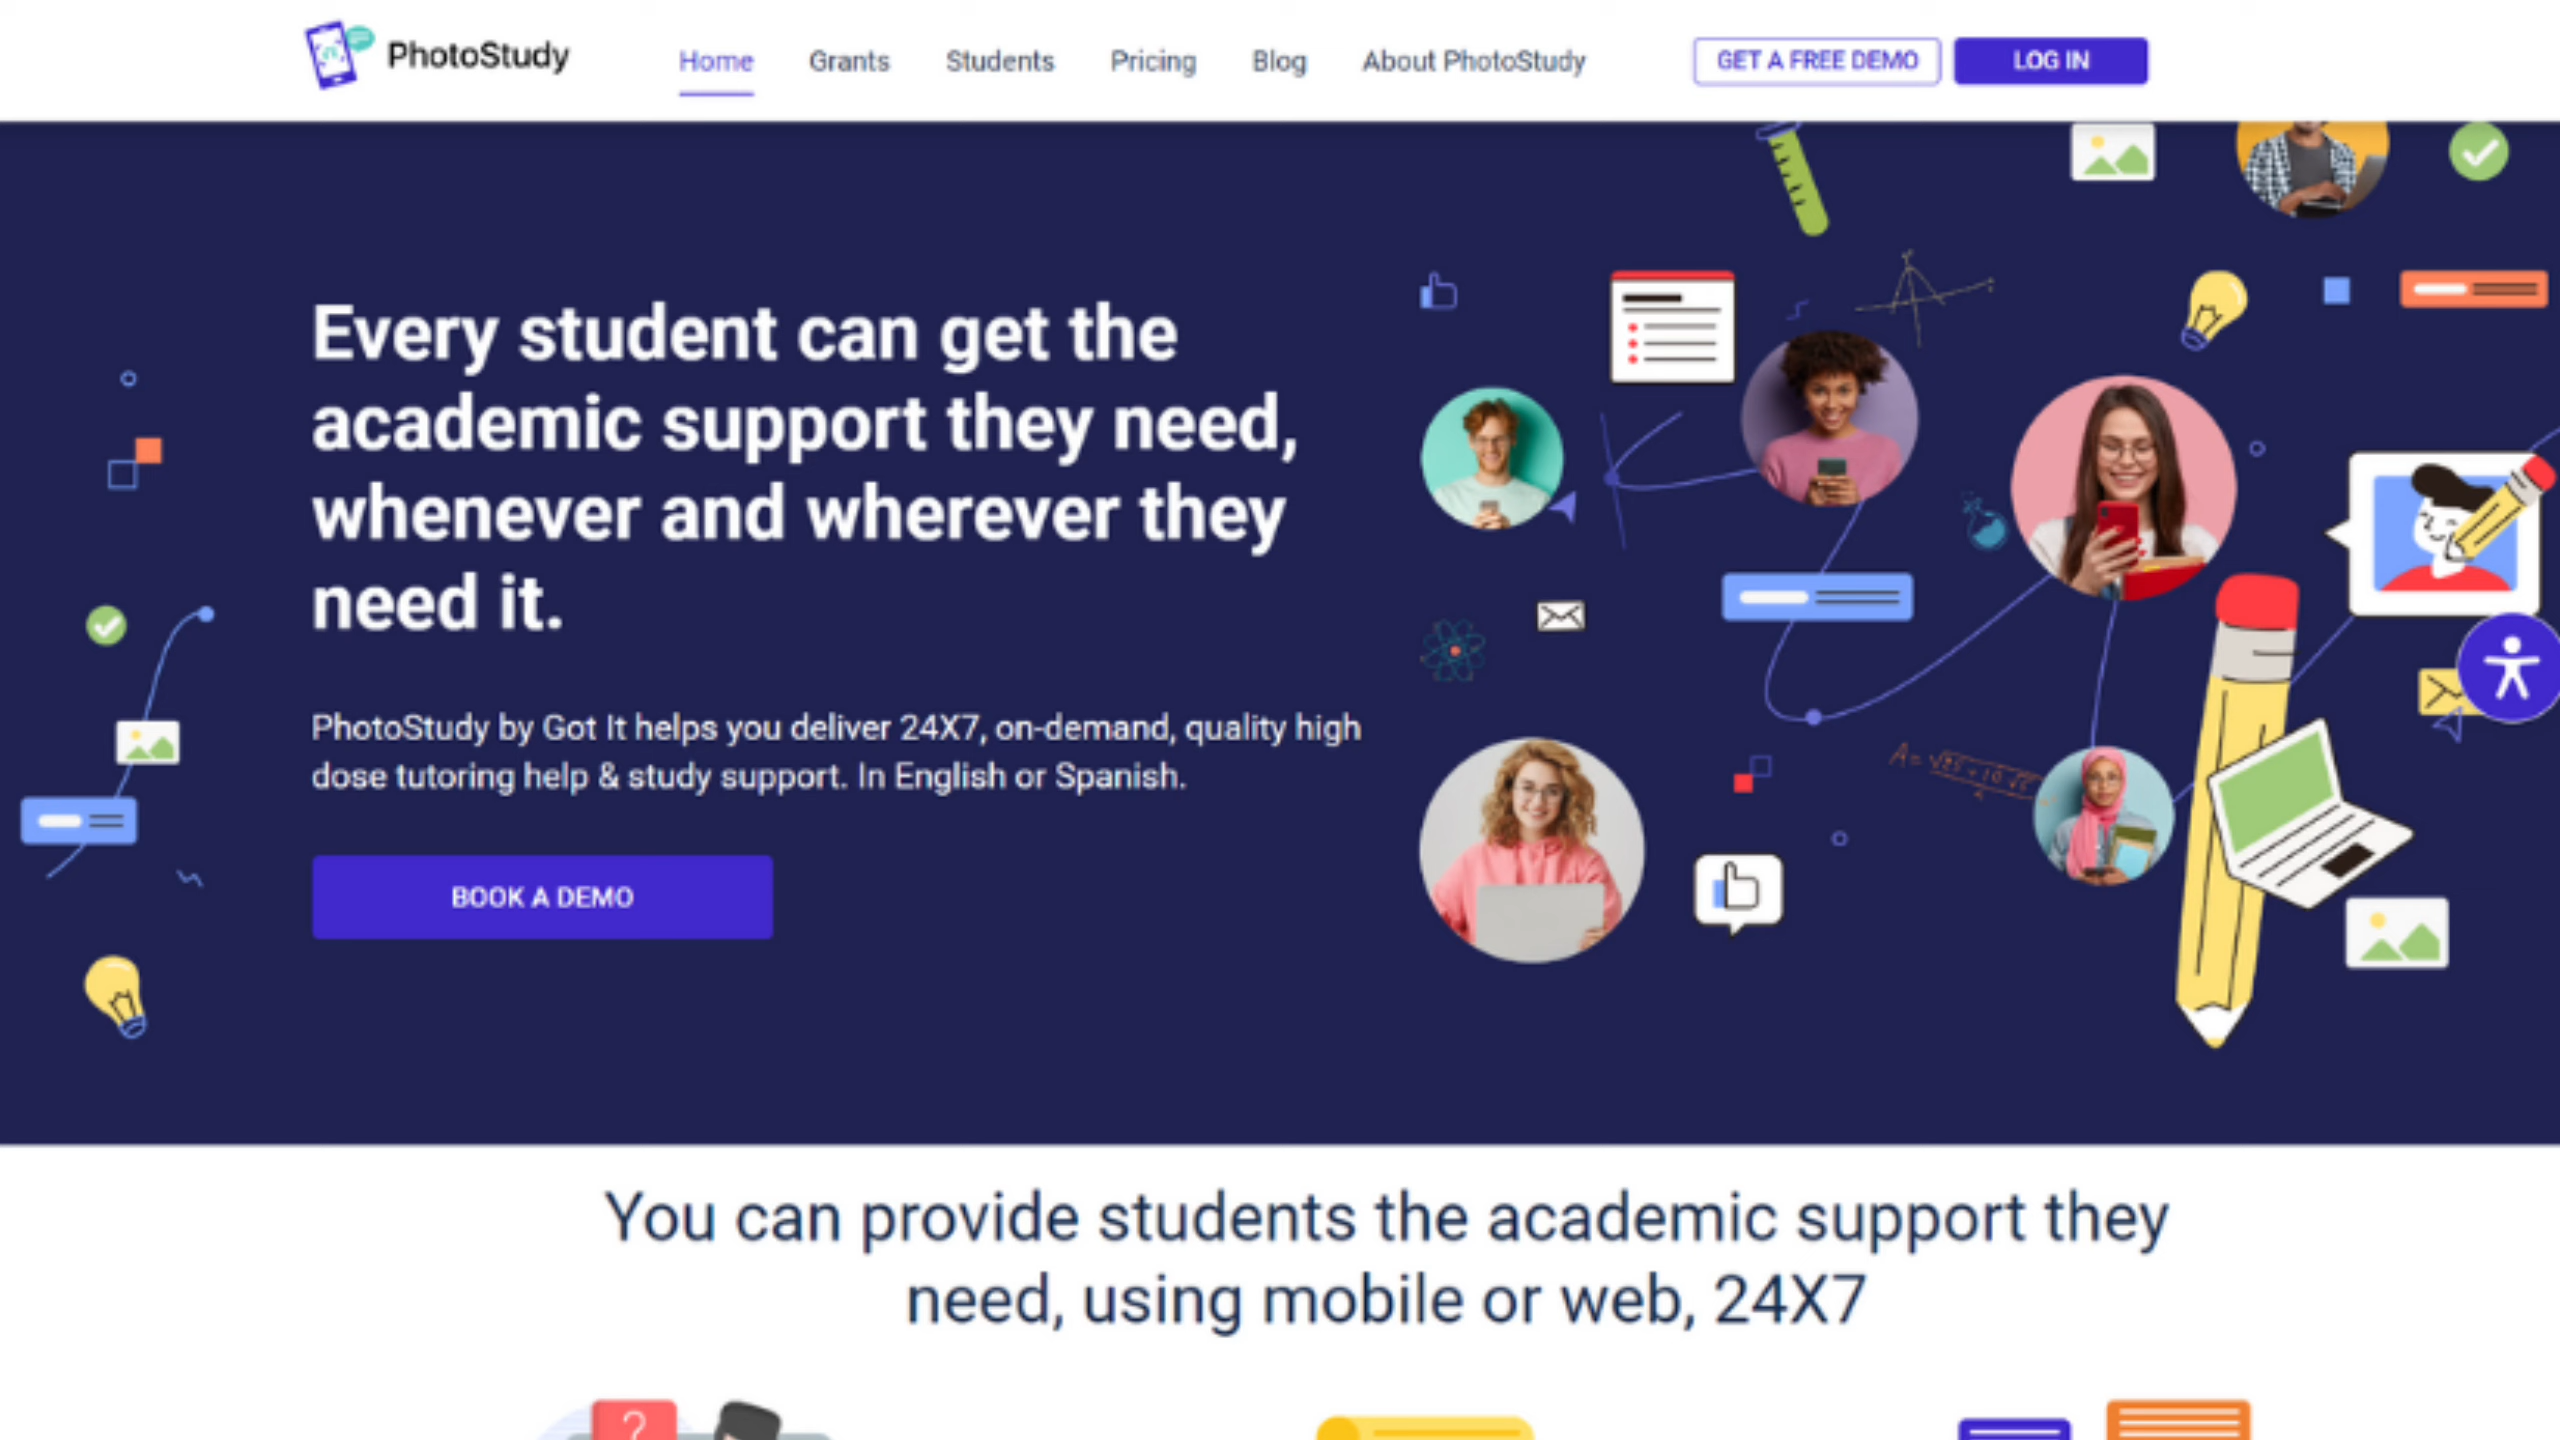 PhotoStudy
Home
Grants
Students
Pricing
Blog
About PhotoStudy
GET A FREE DEMO
LOG IN
Every student can get the
academic support they need,
whenever and wherever they
need it.
PhotoStudy by Got It helps you deliver 24X7, on-demand, quality high
dose tutoring help & study support. In English or Spanish.
BOOK A DEMO
You can provide students the academic support they
need, using mobile or web, 24X7
?